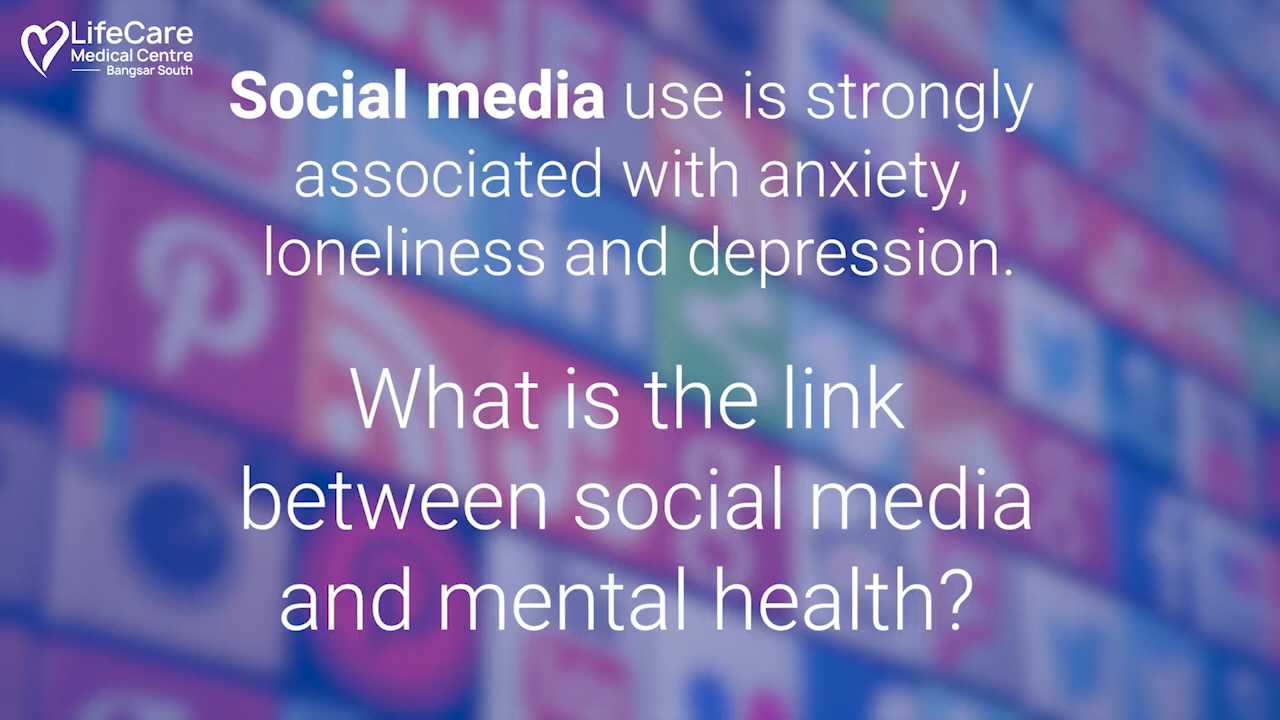 LifeCare
Medical Centre
Bangsar South
Social media use is strongly
associated with anxiety,
loneliness and depression.
What is the link
between social media
and mental health?